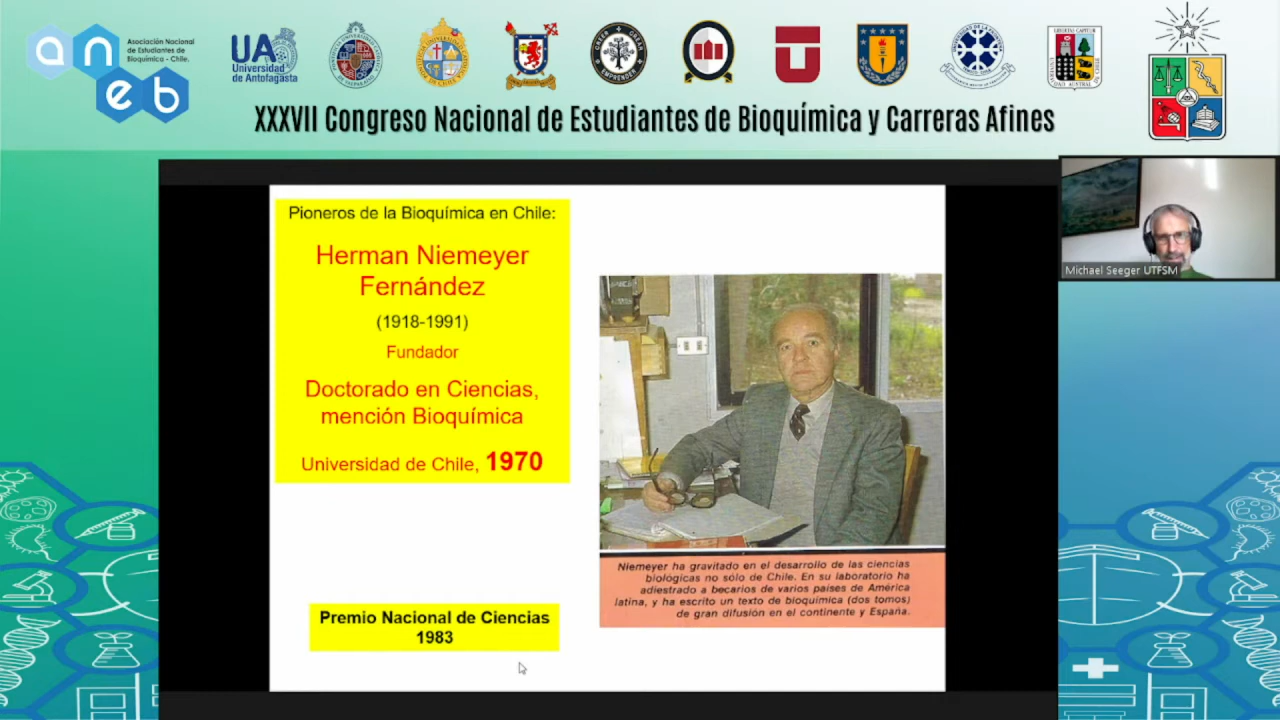 an
eb
Asociación Nacional
de Estudiantes de
Bioquímica - Chile.
UA
Universidad
de Antofagasta
XXXVII Congreso Nacional de Estudiantes de Bioquímica y Carreras Afines
Pioneros de la Bioquímica en Chile:
Herman Niemeyer
Fernández
(1918-1991)
Fundador
Doctorado en Ciencias,
mención Bioquímica
Universidad de Chile, 1970
Premio Nacional de Ciencias
1983
Niemeyer ha gravitado en el desarrollo de las ciencias
biológicas no sólo de Chile. En su laboratorio ha
adiestrado a becarios de varios países de América
latina, y ha escrito un texto de bioquímica (dos tomos)
de gran difusión en el continente y España.
Michael Seeger UTFSM